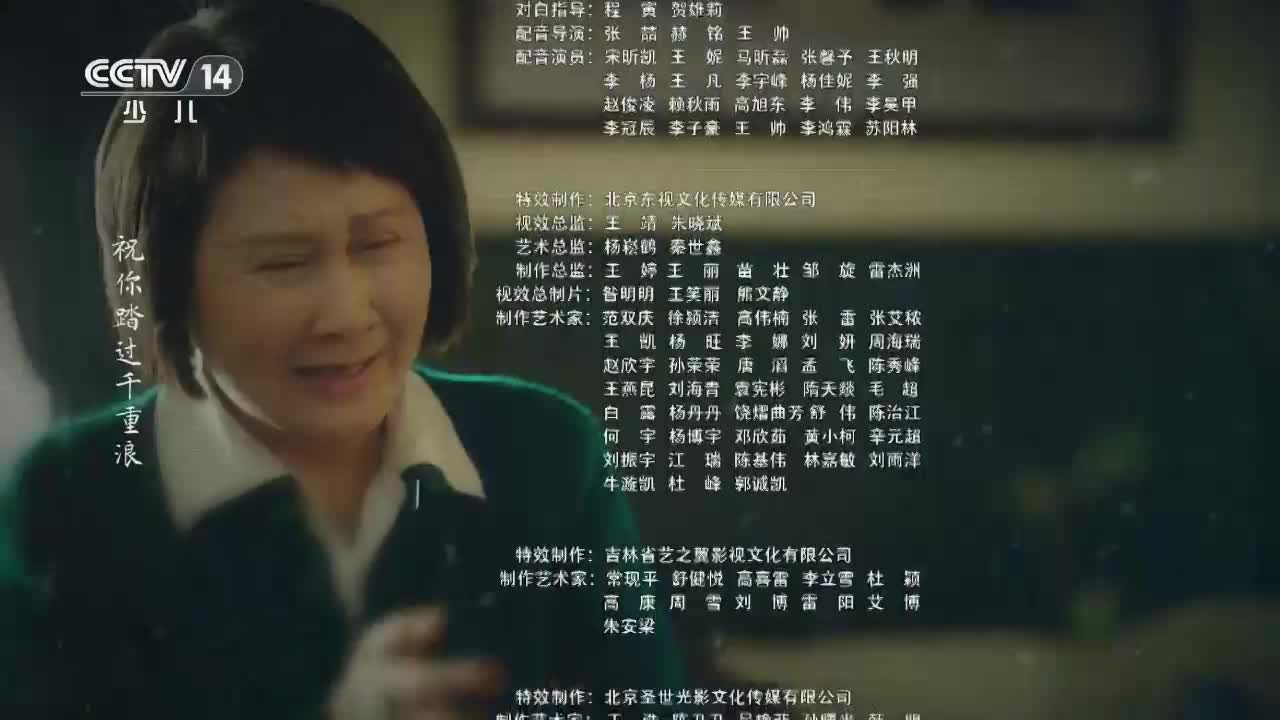 CCTV 14
少儿
祝你踏过千重浪
对白指导：程 寅 贺雄莉
配音导演：张 喆 赫 铭 王 帅
配音演员：宋昕凯 王 妮 马昕磊 张馨予 王秋明
李 杨 王 凡 李宇峰 杨佳妮 李 强
赵俊凌 赖秋雨 高旭东 李 伟 李昊甲
李冠辰 李子豪 王 帅 李鸿霖 苏阳林
特效制作：北京东视文化传媒有限公司
视效总监：王 靖 朱晓斌
艺术总监：杨崧鹤 秦世鑫
制作总监：王 婷 王 丽 苗 壮 邹 旋 雷杰洲
视效总制片：昝明明 王笑丽 熊文静
制作艺术家：范双庆 徐颍洁 高伟楠 张 雷 张艾秾
王 凯 杨 旺 李 娜 刘 妍 周海瑞
赵欣宇 孙荣荣 唐 滔 孟 飞 陈秀峰
王燕昆 刘海青 袁宪彬 隋天燚 毛 超
白 露 杨丹丹 饶熠曲芳 舒 伟 陈治江
何 宇 杨博宇 邓欣茹 黄小柯 辛元超
刘振宇 江 瑞 陈基伟 林嘉敏 刘雨洋
牛漩凯 杜 峰 郭诚凯
特效制作：吉林省艺之翼影视文化有限公司
制作艺术家：常现平 舒健悦 高喜雷 李立雪 杜 颖
高 康 周 雪 刘 博 雷 阳 艾 博
朱安梁
特效制作：北京圣世光影文化传媒有限公司